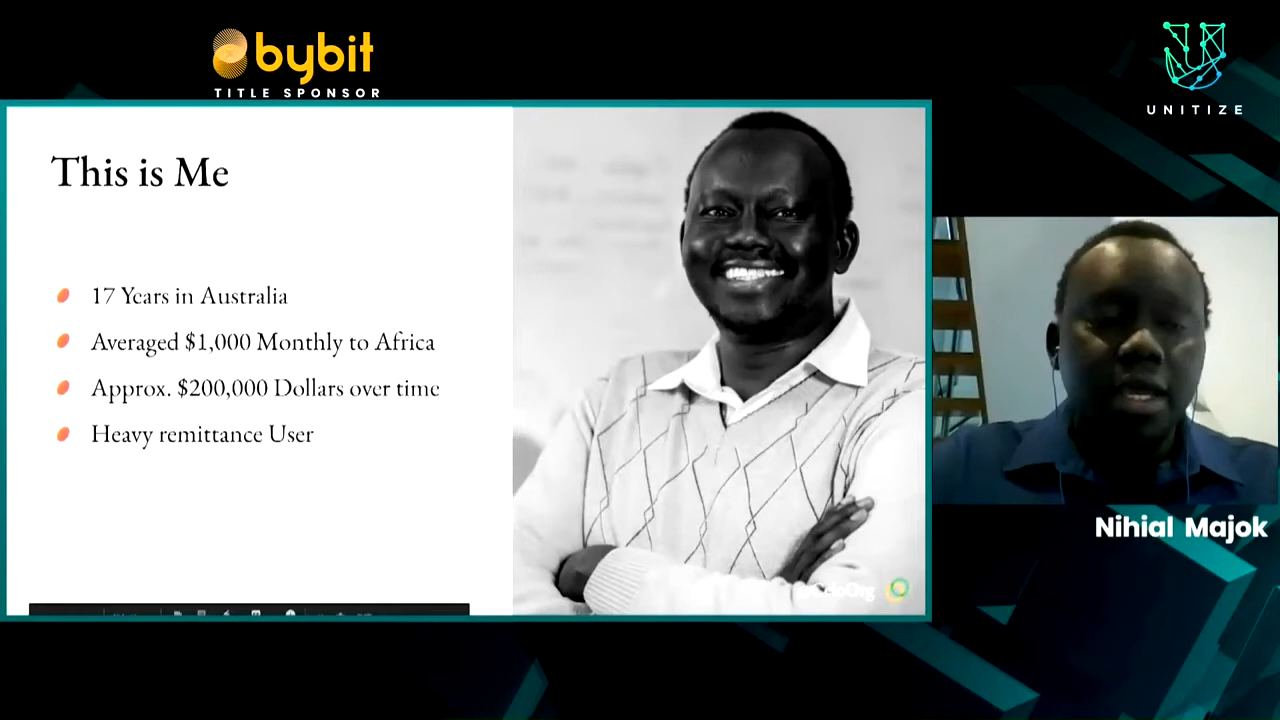 bybit
TITLE SPONSOR
UNITIZE
This is Me
17 Years in Australia
Averaged $1,000 Monthly to Africa
Approx. $200,000 Dollars over time
Heavy remittance User
@CeloOrg
Nihial Majok